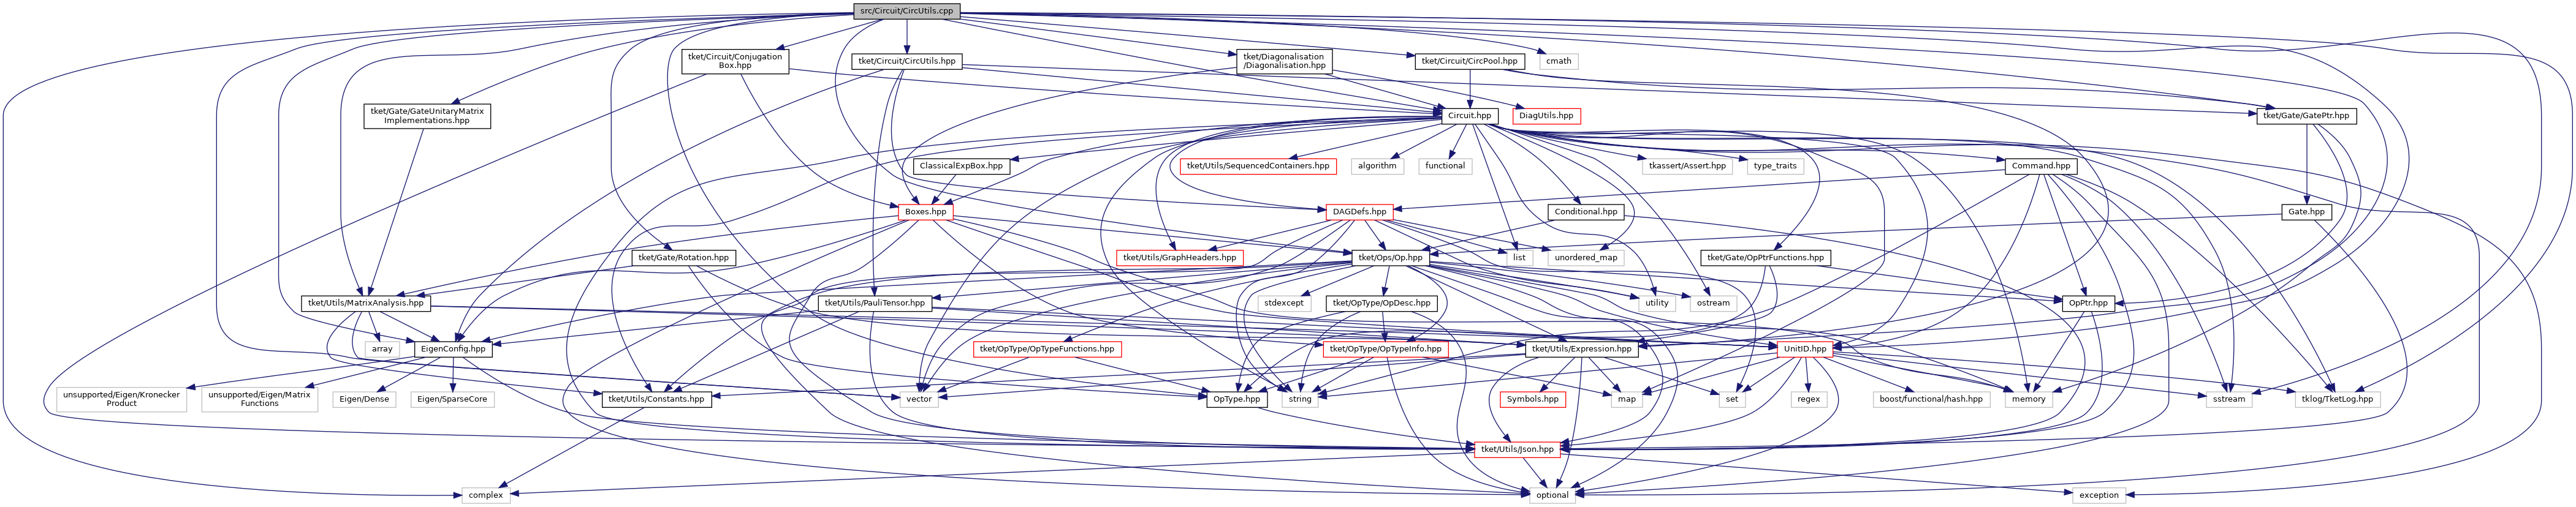 src/Circuit/CircUtils.cpp
tket/Circuit/Conjugation
Box.hpp
tket/Circuit/CircUtils.hpp
tket/Diagonalisation
/Diagonalisation.hpp
tket/Circuit/CircPool.hpp
cmath
tket/Gate/GateUnitaryMatrix
Implementations.hpp
Circuit.hpp
DiagUtils.hpp
tket/Gate/GatePtr.hpp
ClassicalExpBox.hpp
tket/Utils/SequencedContainers.hpp
algorithm
functional
tkassert/Assert.hpp
type_traits
Command.hpp
Boxes.hpp
DAGDefs.hpp
Conditional.hpp
Gate.hpp
tket/Gate/Rotation.hpp
tket/Utils/GraphHeaders.hpp
tket/Ops/Op.hpp
list
unordered_map
tket/Gate/OpPtrFunctions.hpp
tket/Utils/MatrixAnalysis.hpp
tket/Utils/PauliTensor.hpp
stdexcept
tket/OpType/OpDesc.hpp
utility
ostream
OpPtr.hpp
array
EigenConfig.hpp
tket/OpType/OpTypeFunctions.hpp
tket/OpType/OpTypeInfo.hpp
tket/Utils/Expression.hpp
UnitID.hpp
unsupported/Eigen/Kronecker
Product
unsupported/Eigen/Matrix
Functions
Eigen/Dense
Eigen/SparseCore
tket/Utils/Constants.hpp
vector
OpType.hpp
string
Symbols.hpp
map
set
regex
boost/functional/hash.hpp
memory
sstream
tklog/TketLog.hpp
tket/Utils/Json.hpp
complex
optional
exception